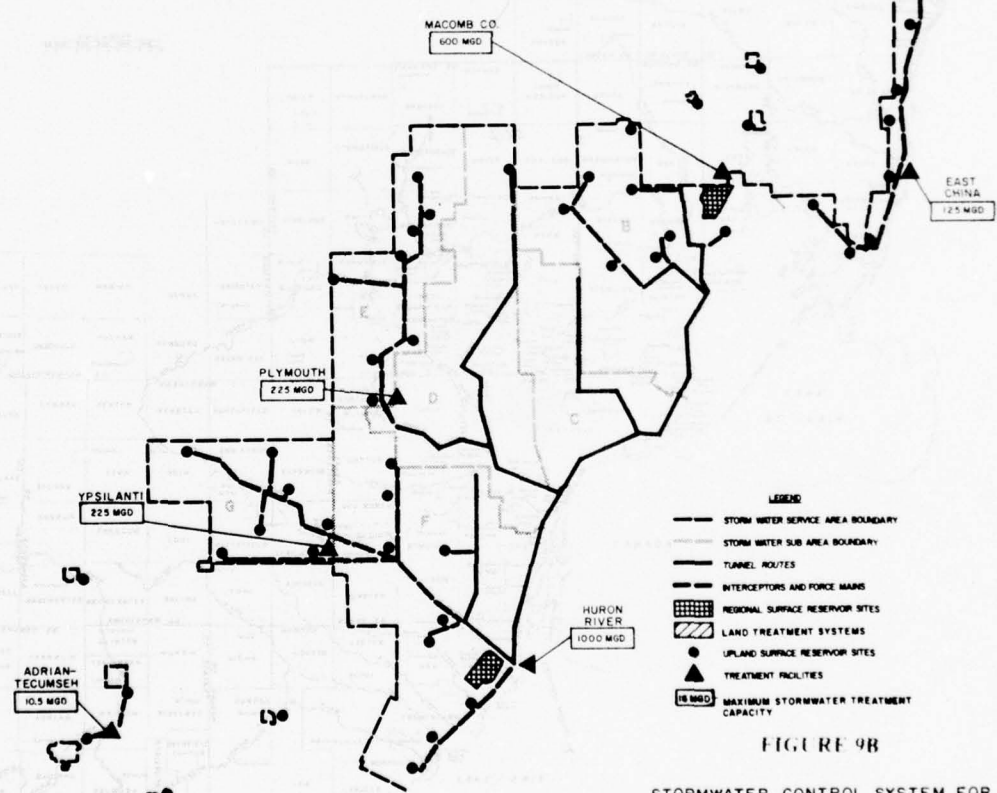 MACOMB CO.
600 MGD
EAST
CHINA
125 MGD
B
E
PLYMOUTH
225 MGD
D
C
YPSILANTI
225 MGD
G
F
HURON
RIVER
1000 MGD
ADRIAN-
TECUMSEH
10.5 MGD
LEGEND
STORM WATER SERVICE AREA BOUNDARY
STORM WATER SUB AREA BOUNDARY
TUNNEL ROUTES
INTERCEPTORS AND FORCE MAINS
REGIONAL SURFACE RESERVOIR SITES
LAND TREATMENT SYSTEMS
UPLAND SURFACE RESERVOIR SITES
TREATMENT FACILITIES
16 MGD MAXIMUM STORMWATER TREATMENT
CAPACITY
FIGURE 9B
STORMWATER CONTROL SYSTEM FOR